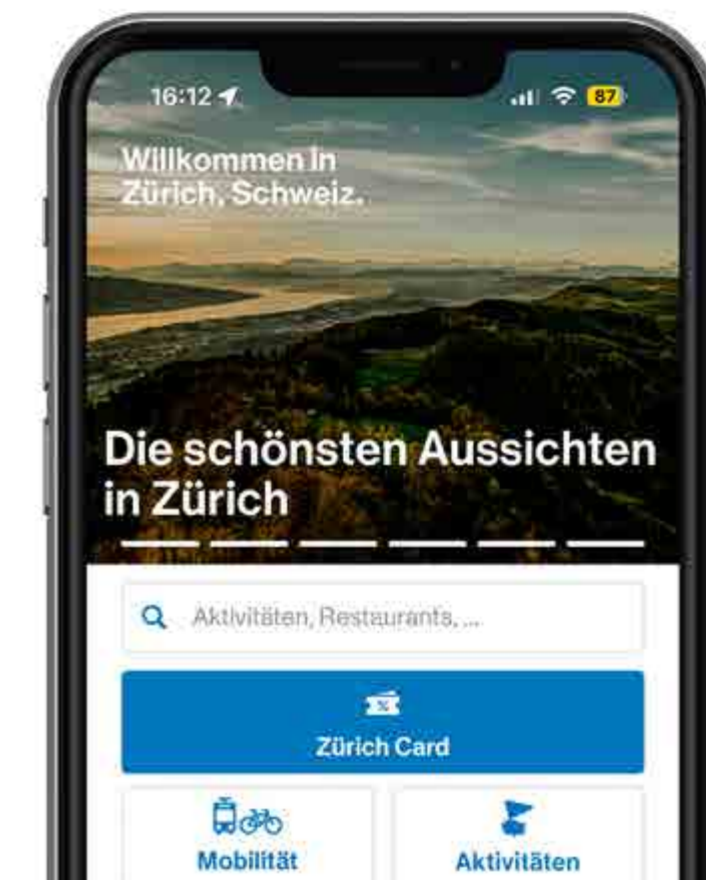 16:12
87
Willkommen in
Zürich, Schweiz.
Die schönsten Aussichten
in Zürich
Aktivitäten, Restaurants, ...
%
Zürich Card
Mobilität
Aktivitäten